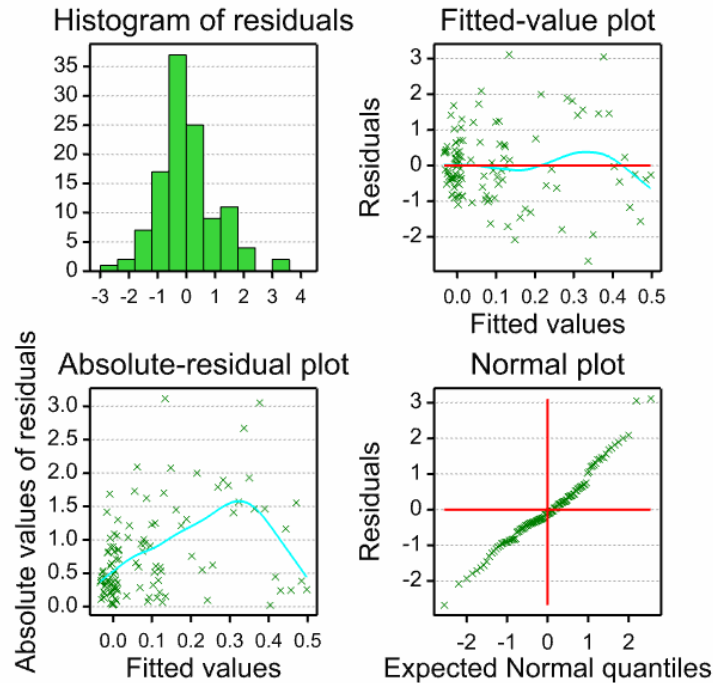 Histogram of residuals
35
30
25
20
15
10
5
0
-3 -2 -1 0 1 2 3 4
Fitted-value plot
Residuals
3
2
1
0
-1
-2
0.0 0.1 0.2 0.3 0.4 0.5
Fitted values
Absolute-residual plot
Absolute values of residuals
3.0
2.5
2.0
1.5
1.0
0.5
0.0
0.0 0.1 0.2 0.3 0.4 0.5
Fitted values
Normal plot
Residuals
3
2
1
0
-1
-2
-2 -1 0 1 2
Expected Normal quantiles